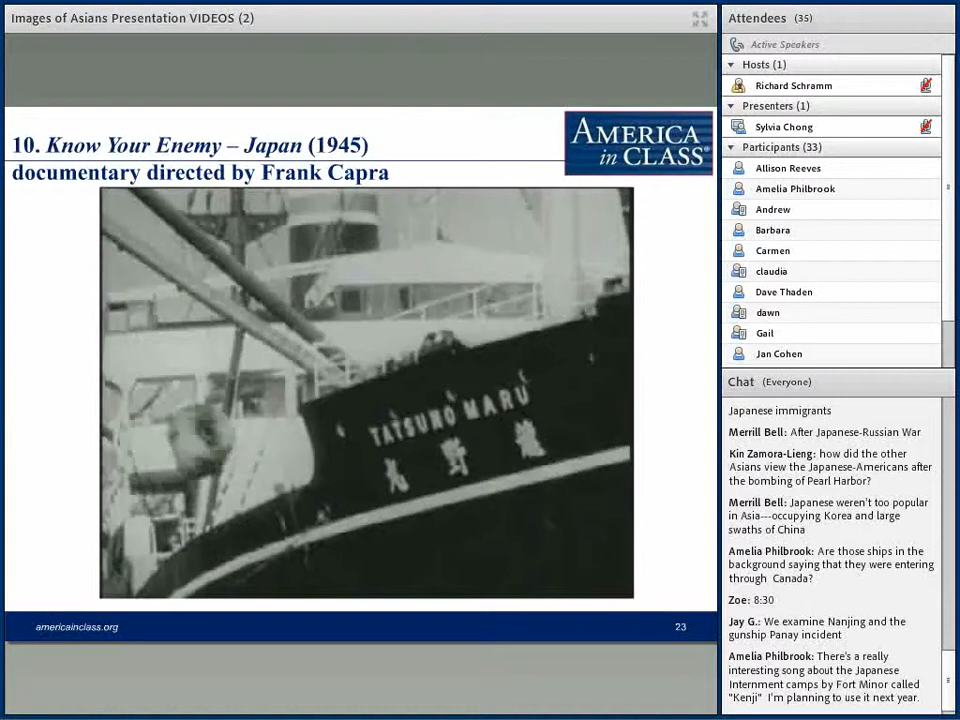 Images of Asians Presentation VIDEOS (2)
10. Know Your Enemy – Japan (1945)
documentary directed by Frank Capra
AMERICA
in CLASS®
TATSUNO MARU
丸 野 龍
americainclass.org
23
Attendees (35)
Active Speakers
Hosts (1)
Richard Schramm
Presenters (1)
Sylvia Chong
Participants (33)
Allison Reeves
Amelia Philbrook
Andrew
Barbara
Carmen
claudia
Dave Thaden
dawn
Gail
Jan Cohen
Chat (Everyone)
Japanese immigrants
Merrill Bell: After Japanese-Russian War
Kin Zamora-Lieng: how did the other
Asians view the Japanese-Americans after
the bombing of Pearl Harbor?
Merrill Bell: Japanese weren't too popular
in Asia---occupying Korea and large
swaths of China
Amelia Philbrook: Are those ships in the
background saying that they were entering
through Canada?
Zoe: 8:30
Jay G.: We examine Nanjing and the
gunship Panay incident
Amelia Philbrook: There's a really
interesting song about the Japanese
Internment camps by Fort Minor called
"Kenji" I'm planning to use it next year.